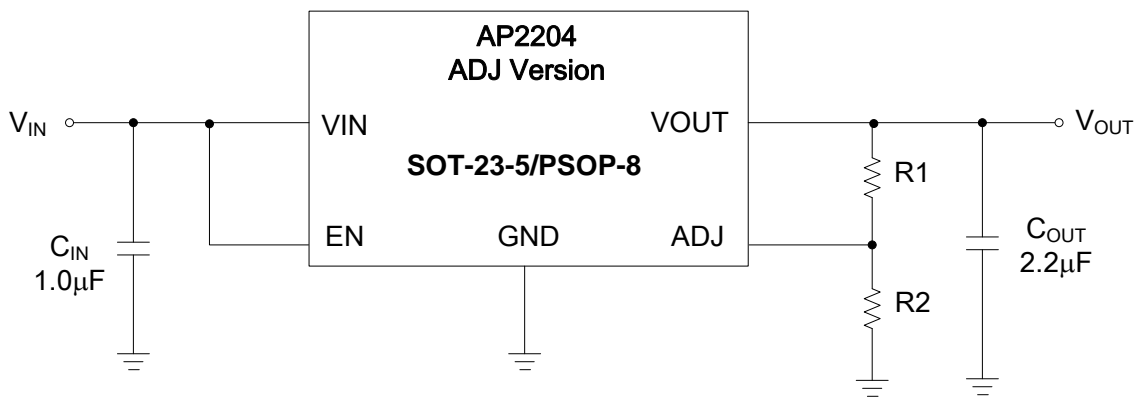 AP2204
ADJ Version
V_IN
VIN
VOUT
V_OUT
SOT-23-5/PSOP-8
R1
EN
GND
ADJ
C_IN
1.0μF
C_OUT
2.2μF
R2